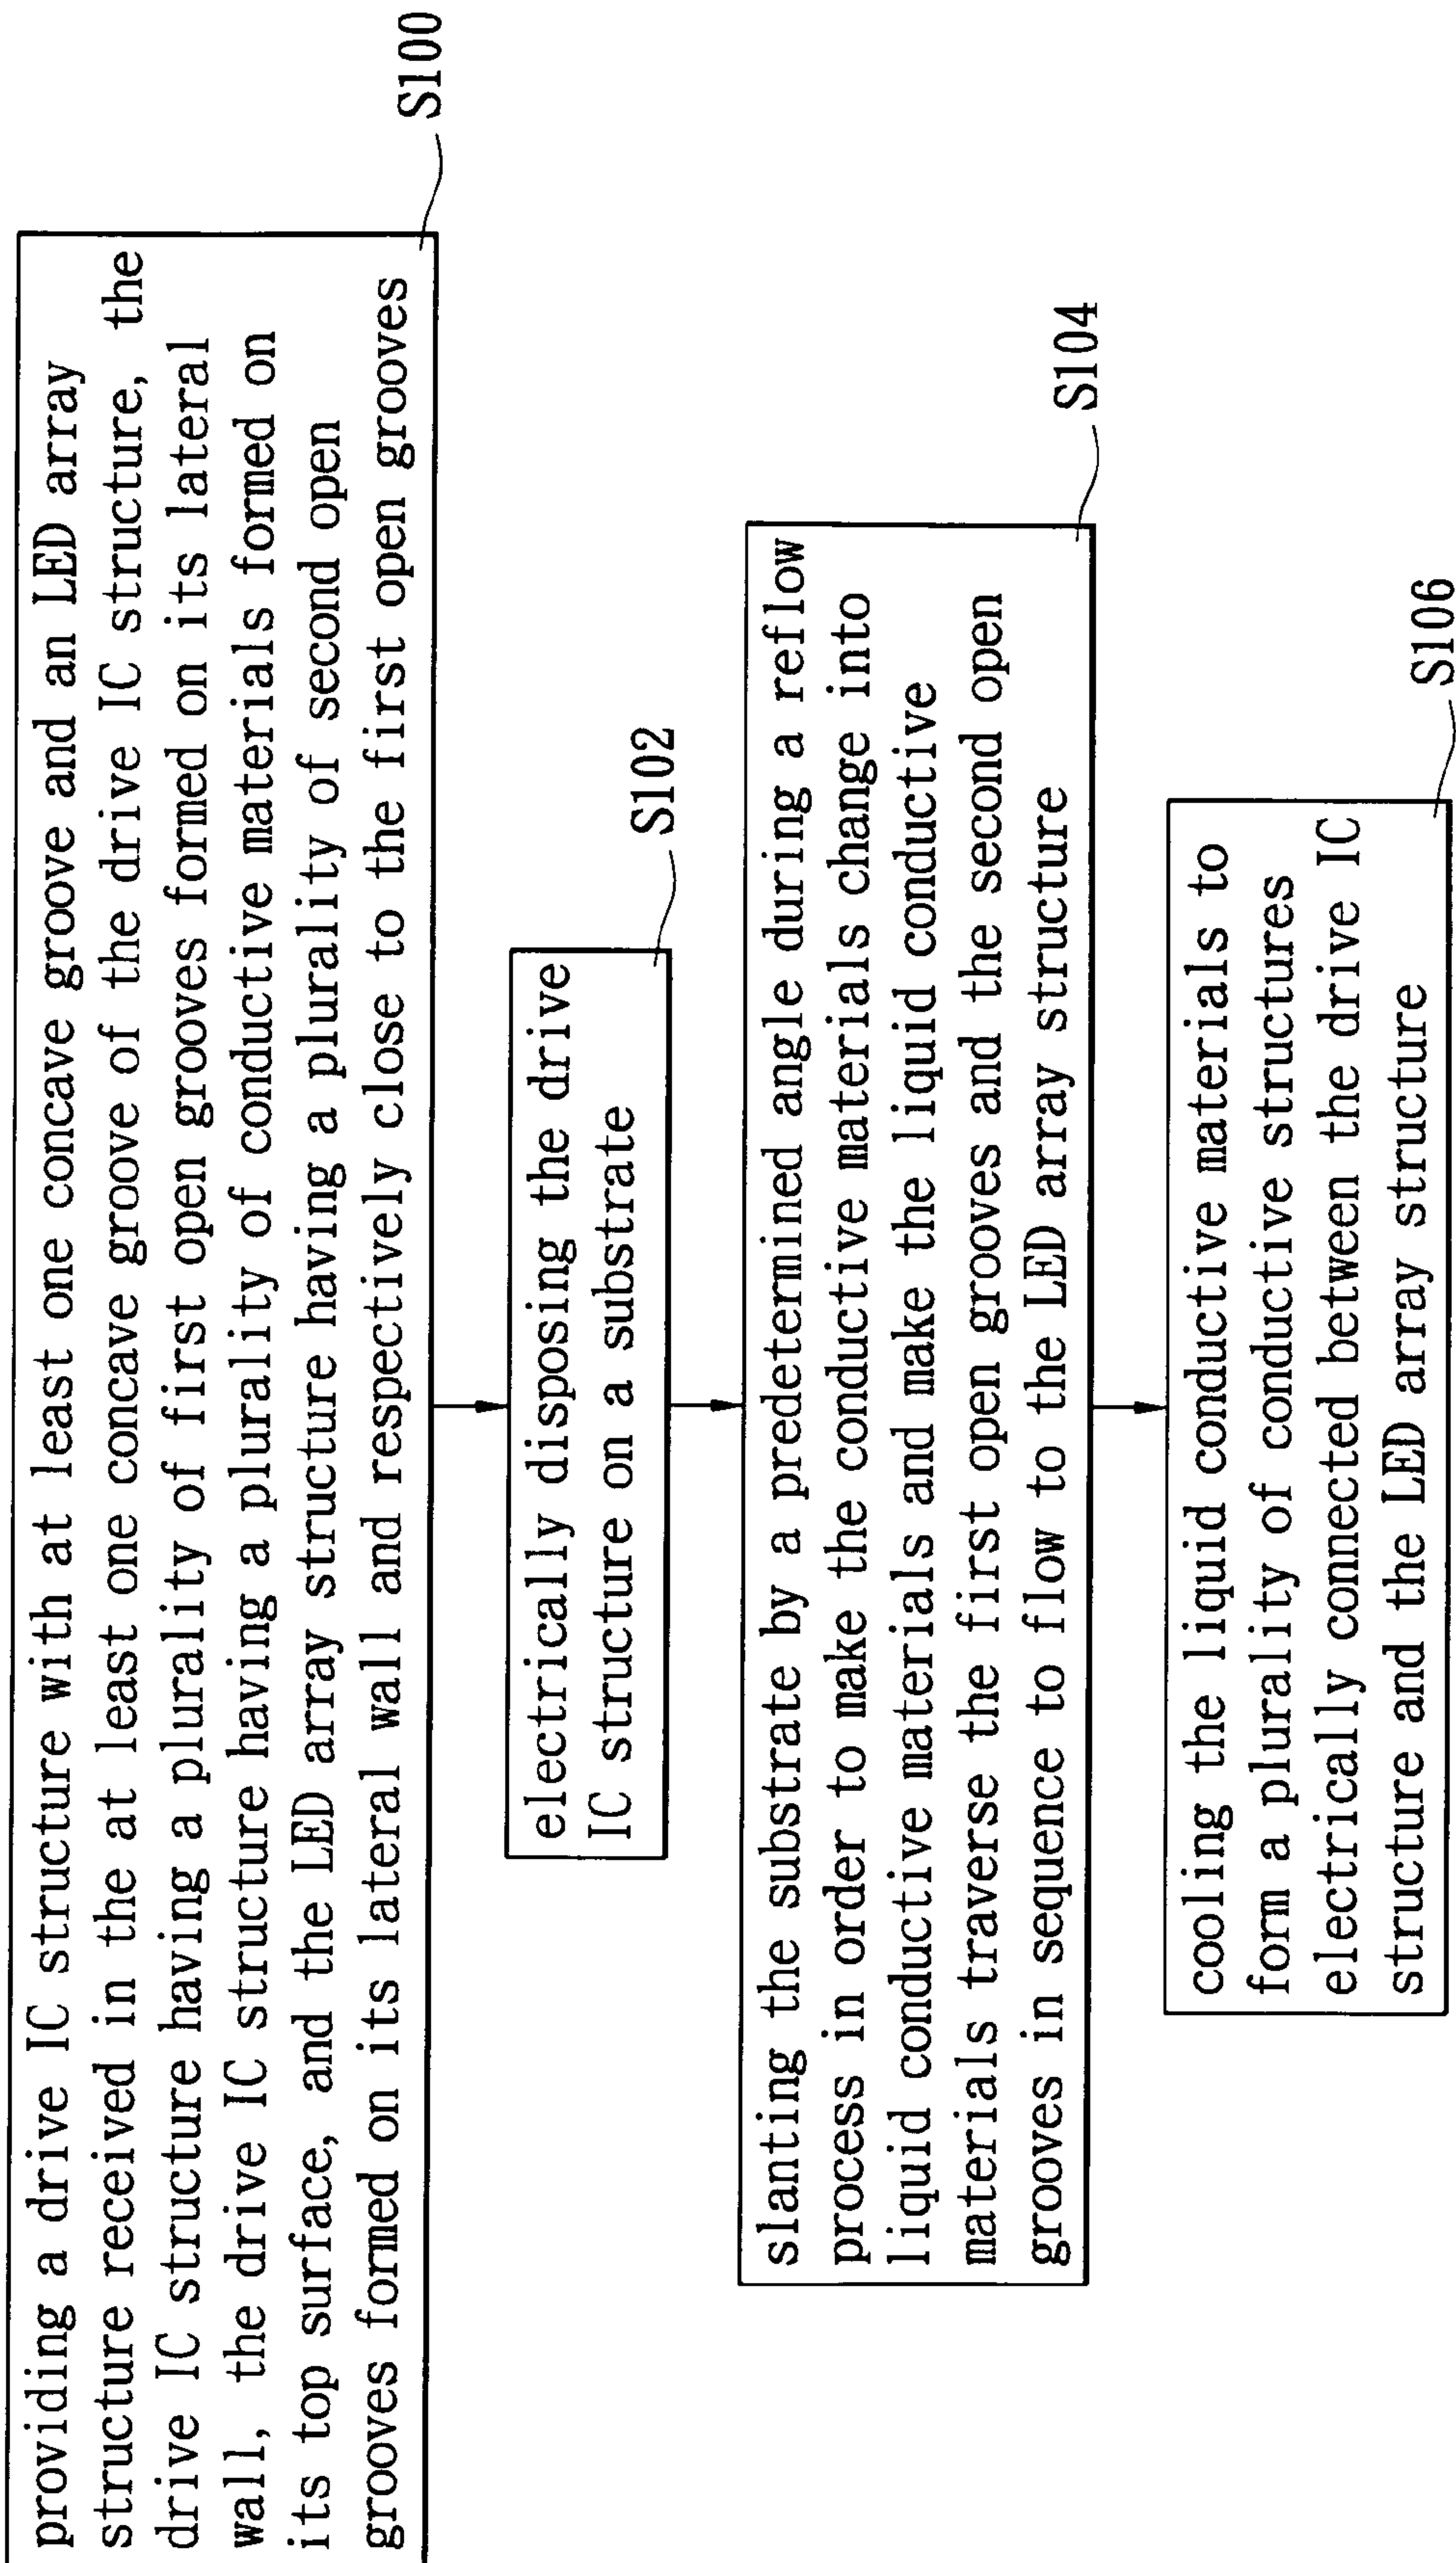 providing a drive IC structure with at least one concave groove and an LED array
structure received in the at least one concave groove of the drive IC structure, the
drive IC structure having a plurality of first open grooves formed on its lateral
wall, the drive IC structure having a plurality of conductive materials formed on
its top surface, and the LED array structure having a plurality of second open
grooves formed on its lateral wall and respectively close to the first open grooves
S100
electrically disposing the drive
IC structure on a substrate
S102
slanting the substrate by a predetermined angle during a reflow
process in order to make the conductive materials change into
liquid conductive materials and make the liquid conductive
materials traverse the first open grooves and the second open
grooves in sequence to flow to the LED array structure
S104
cooling the liquid conductive materials to
form a plurality of conductive structures
electrically connected between the drive IC
structure and the LED array structure
S106